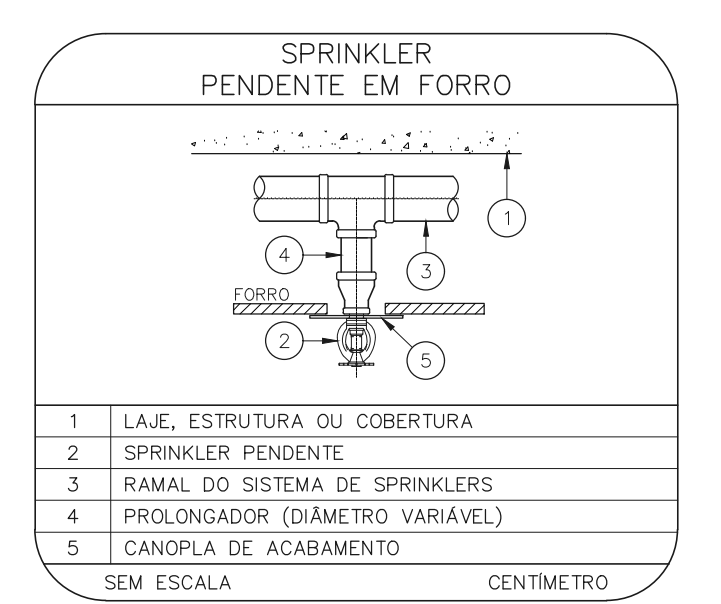 SPRINKLER
PENDENTE EM FORRO
1
4
3
FORRO
2
5
1 LAJE, ESTRUTURA OU COBERTURA
2 SPRINKLER PENDENTE
3 RAMAL DO SISTEMA DE SPRINKLERS
4 PROLONGADOR (DIÂMETRO VARIÁVEL)
5 CANOPLA DE ACABAMENTO
SEM ESCALA CENTÍMETRO